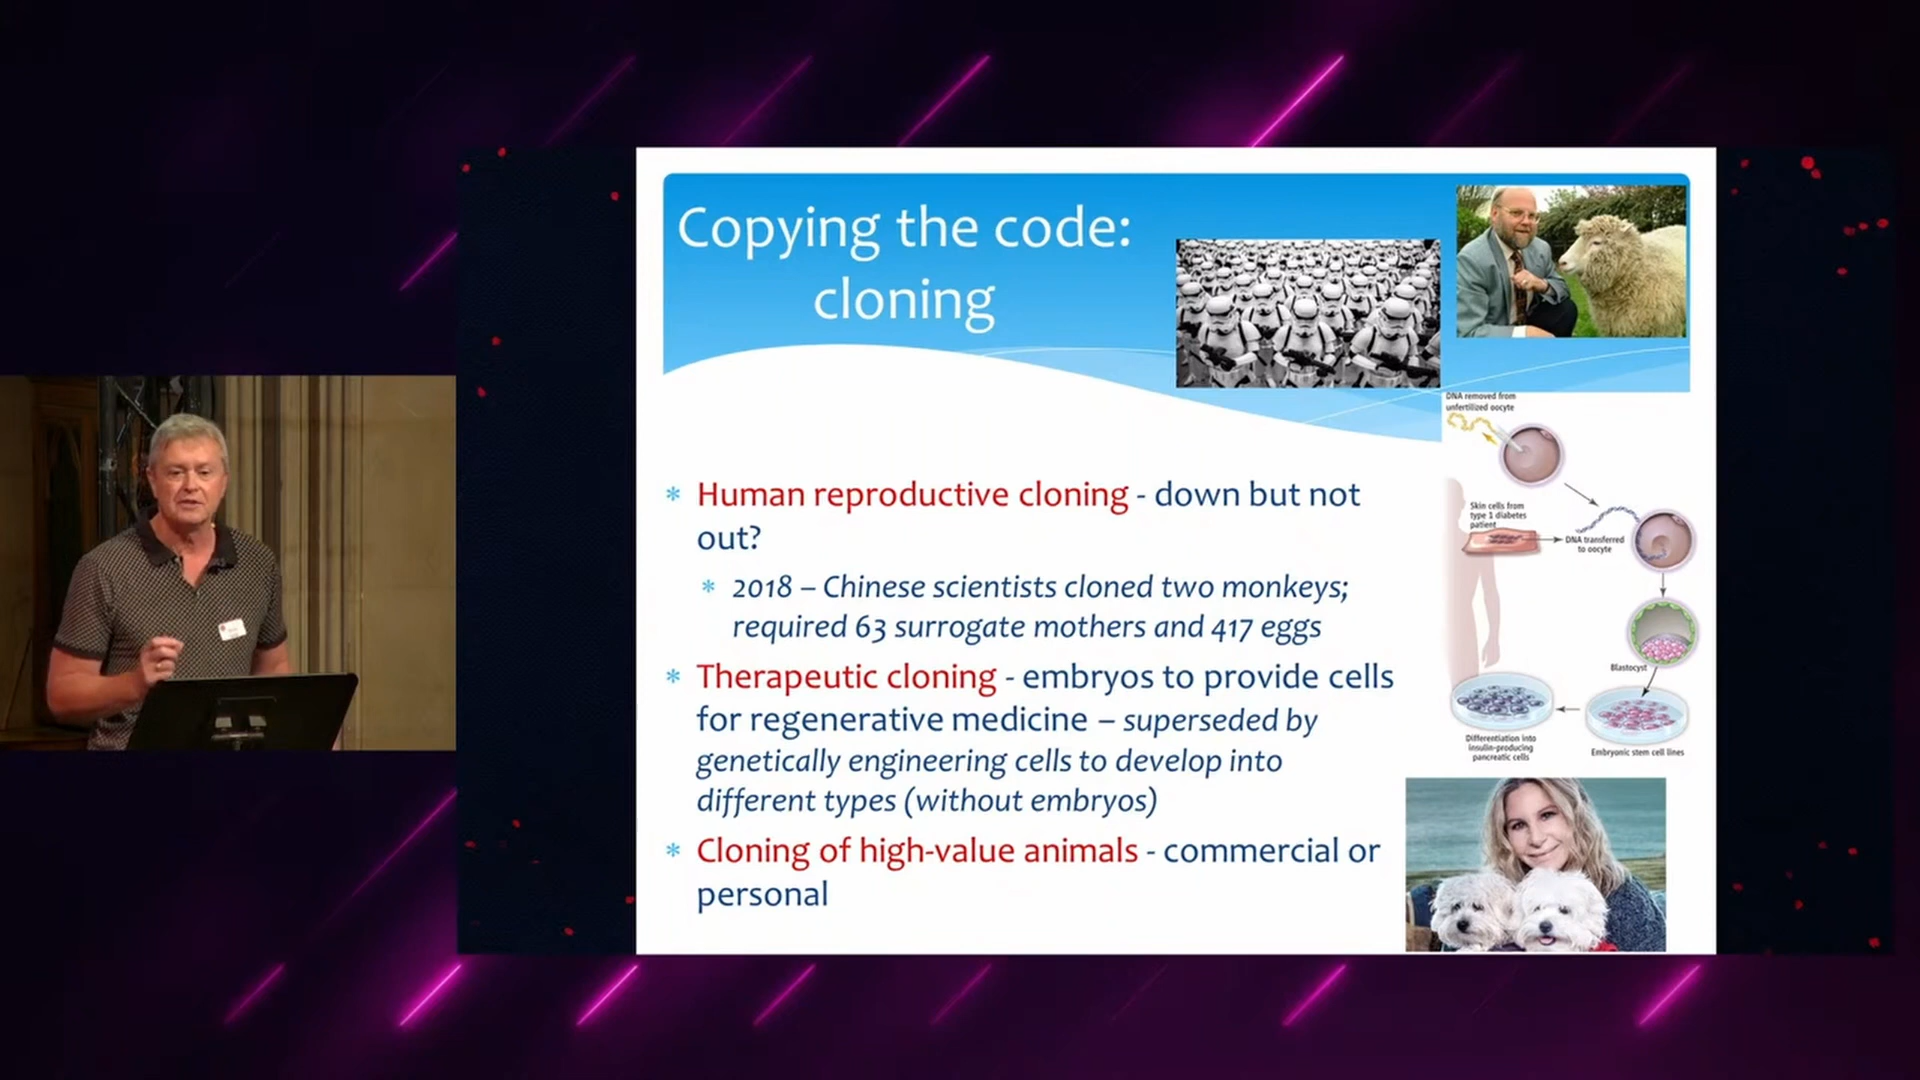 Copying the code:
cloning
DNA removed from
unfertilized oocyte
Skin cells from
type 1 diabetes
patient
DNA transferred
to oocyte
Blastocyst
Differentiation into
insulin-producing
pancreatic cells
Embryonic stem cell lines
* Human reproductive cloning - down but not
out?
* 2018 – Chinese scientists cloned two monkeys;
required 63 surrogate mothers and 417 eggs
* Therapeutic cloning - embryos to provide cells
for regenerative medicine – superseded by
genetically engineering cells to develop into
different types (without embryos)
* Cloning of high-value animals - commercial or
personal